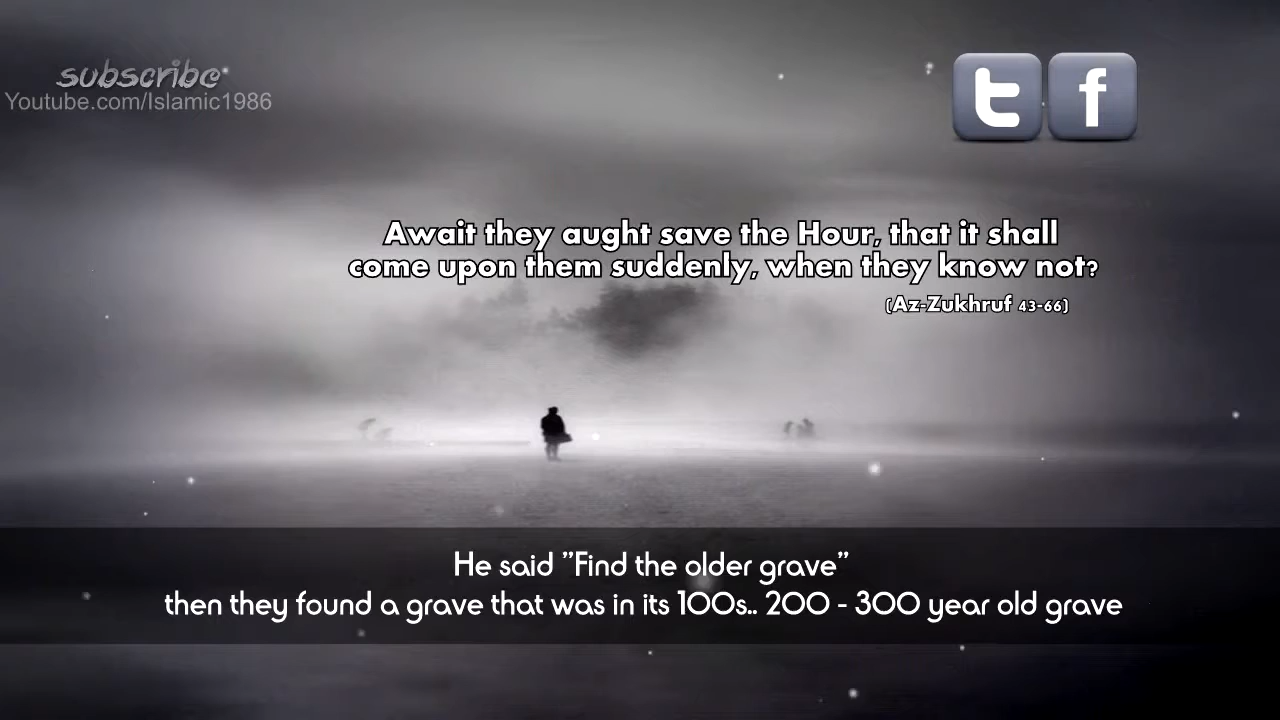 subscribe
Youtube.com/Islamic1986
t f
Await they aught save the Hour, that it shall
come upon them suddenly, when they know not?
(Az-Zukhruf 43-66)
He said "Find the older grave"
then they found a grave that was in its 100s.. 200 - 300 year old grave